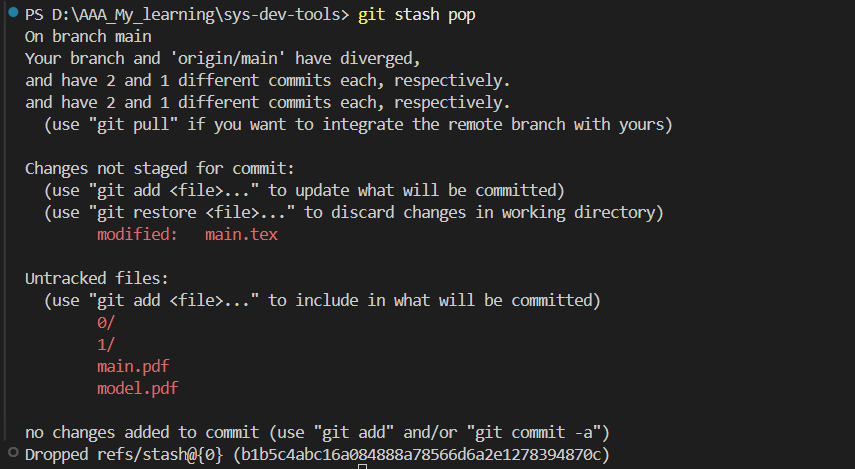 PS D:\AAA_My_learning\sys-dev-tools> git stash pop
On branch main
Your branch and 'origin/main' have diverged,
and have 2 and 1 different commits each, respectively.
and have 2 and 1 different commits each, respectively.
  (use "git pull" if you want to integrate the remote branch with yours)

Changes not staged for commit:
  (use "git add <file>..." to update what will be committed)
  (use "git restore <file>..." to discard changes in working directory)
        modified:   main.tex

Untracked files:
  (use "git add <file>..." to include in what will be committed)
        0/
        1/
        main.pdf
        model.pdf

no changes added to commit (use "git add" and/or "git commit -a")
Dropped refs/stash@{0} (b1b5c4abc16a084888a78566d6a2e1278394870c)